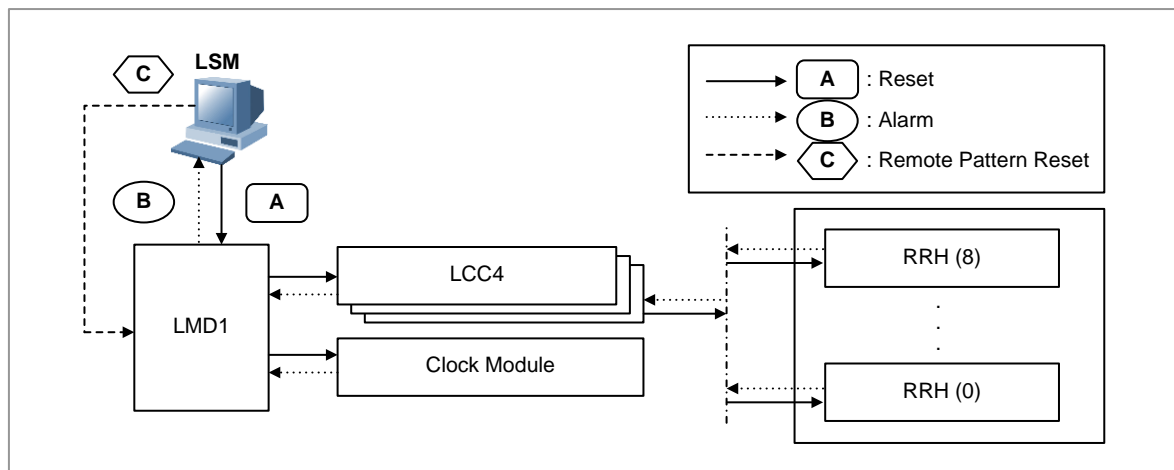 LSM
C
B
A
A : Reset
B : Alarm
C : Remote Pattern Reset
LMD1
LCC4
Clock Module
RRH (8)
.
.
.
RRH (0)